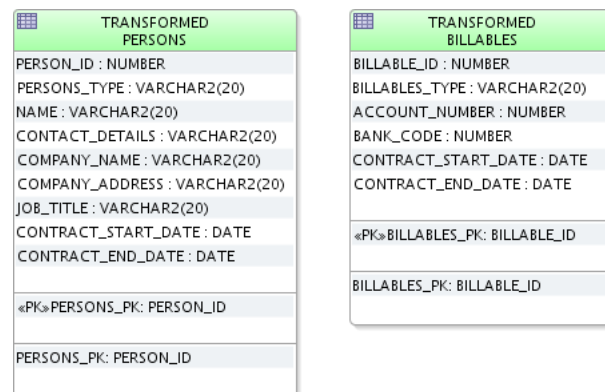 TRANSFORMED
PERSONS
PERSON_ID : NUMBER
PERSONS_TYPE : VARCHAR2(20)
NAME : VARCHAR2(20)
CONTACT_DETAILS : VARCHAR2(20)
COMPANY_NAME : VARCHAR2(20)
COMPANY_ADDRESS : VARCHAR2(20)
JOB_TITLE : VARCHAR2(20)
CONTRACT_START_DATE : DATE
CONTRACT_END_DATE : DATE
«PK»PERSONS_PK: PERSON_ID
PERSONS_PK: PERSON_ID
TRANSFORMED
BILLABLES
BILLABLE_ID : NUMBER
BILLABLES_TYPE : VARCHAR2(20)
ACCOUNT_NUMBER : NUMBER
BANK_CODE : NUMBER
CONTRACT_START_DATE : DATE
CONTRACT_END_DATE : DATE
«PK»BILLABLES_PK: BILLABLE_ID
BILLABLES_PK: BILLABLE_ID